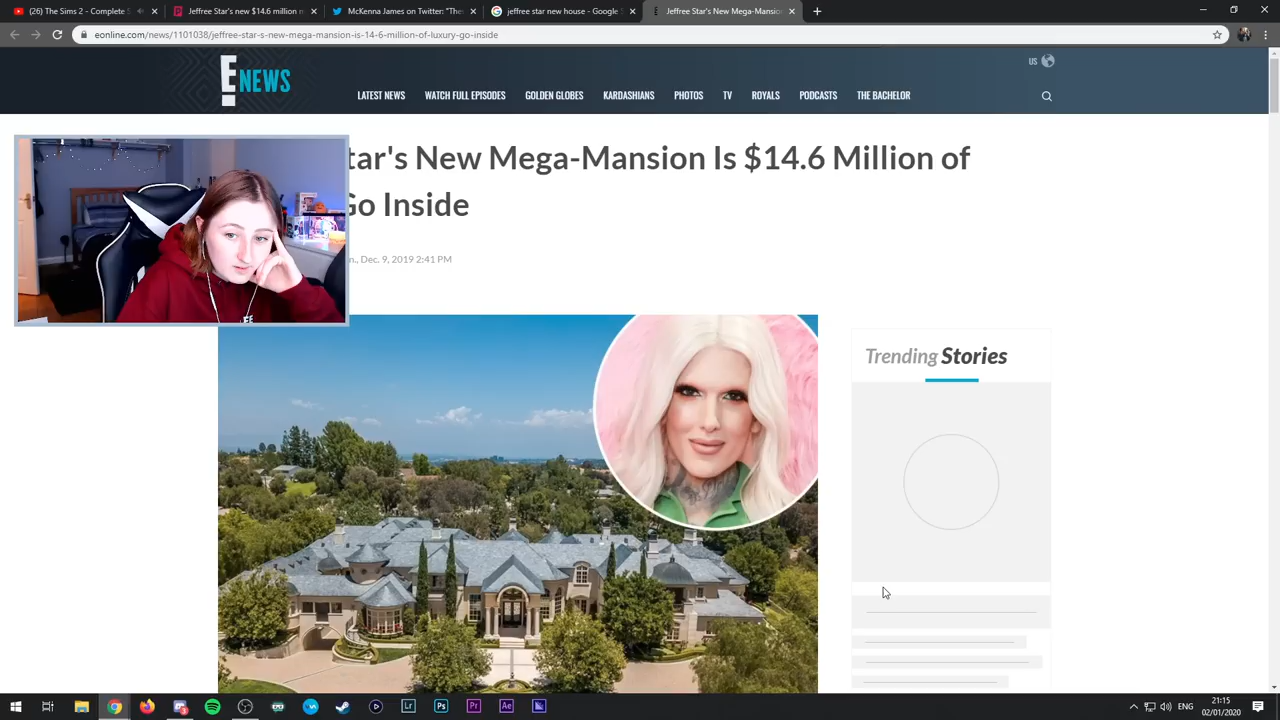 (20) The Sims 2 - Complete S
Jeffree Star's new $14.6 million m
McKenna James on Twitter: "The
jeffree star new house - Google S
Jeffree Star's New Mega-Mansion
eonline.com/news/1101038/jeffree-star-s-new-mega-mansion-is-14-6-million-of-luxury-go-inside
E NEWS
US
LATEST NEWS WATCH FULL EPISODES GOLDEN GLOBES KARDASHIANS PHOTOS TV ROYALS PODCASTS THE BACHELOR
tar's New Mega-Mansion Is $14.6 Million of
Go Inside
n., Dec. 9, 2019 2:41 PM
Trending Stories
ENG
21:15
02/01/2020